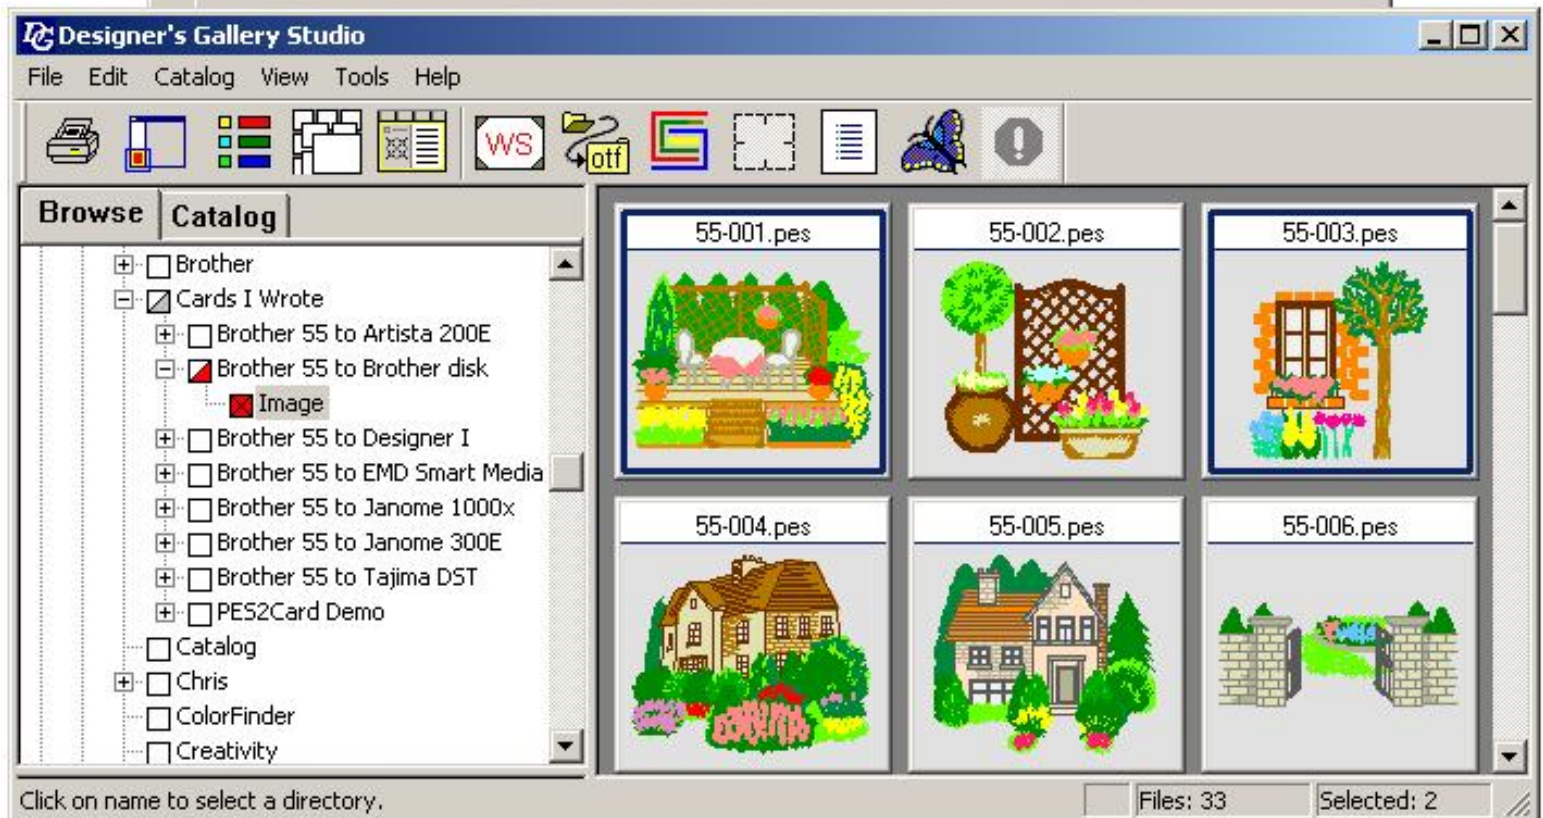 DG Designer's Gallery Studio
File Edit Catalog View Tools Help
WS
otf
Browse Catalog
Brother
Cards I Wrote
Brother 55 to Artista 200E
Brother 55 to Brother disk
Image
Brother 55 to Designer I
Brother 55 to EMD Smart Media
Brother 55 to Janome 1000x
Brother 55 to Janome 300E
Brother 55 to Tajima DST
PES2Card Demo
Catalog
Chris
ColorFinder
Creativity
55-001.pes 55-002.pes 55-003.pes
55-004.pes 55-005.pes 55-006.pes
Click on name to select a directory. Files: 33 Selected: 2